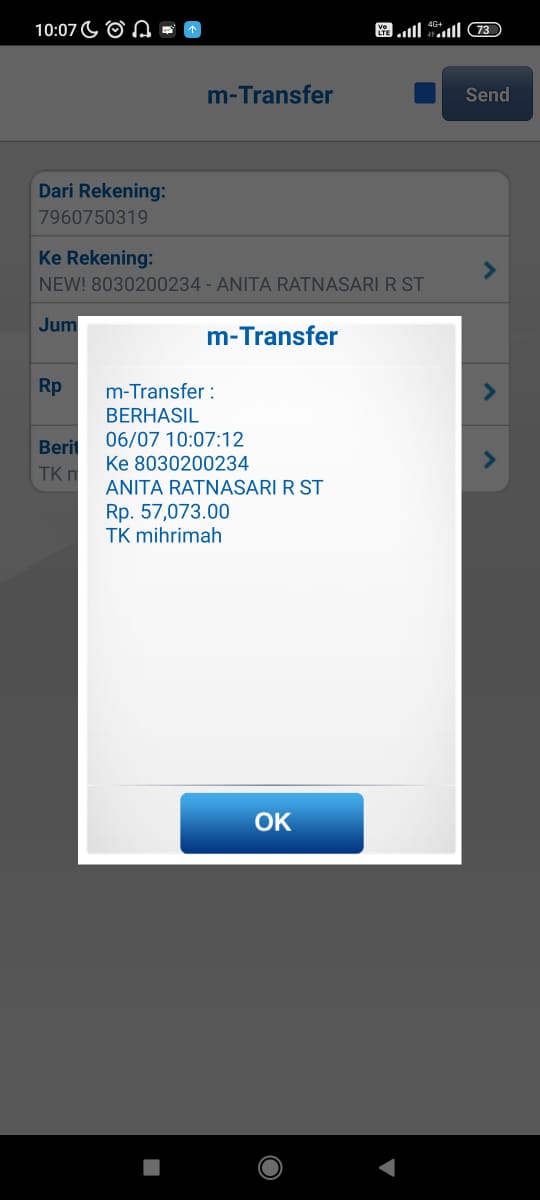 10:07
Vo LTE 4G+ 73
m-Transfer
Send
Dari Rekening:
7960750319
Ke Rekening:
NEW! 8030200234 - ANITA RATNASARI R ST
Jum
Rp
Berit
TK m
m-Transfer
m-Transfer :
BERHASIL
06/07 10:07:12
Ke 8030200234
ANITA RATNASARI R ST
Rp. 57,073.00
TK mihrimah
OK